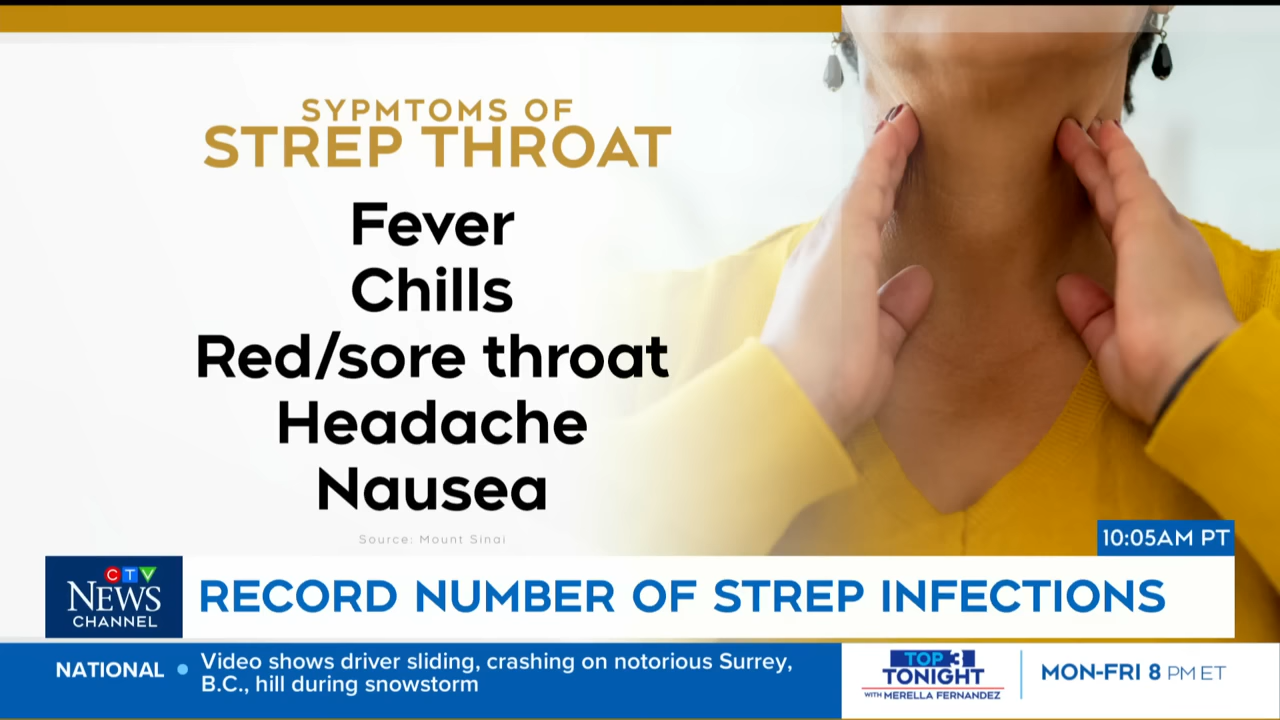 SYPMTOMS OF
STREP THROAT
Fever
Chills
Red/sore throat
Headache
Nausea
Source: Mount Sinai
10:05AM PT
CTV
NEWS
CHANNEL
RECORD NUMBER OF STREP INFECTIONS
NATIONAL • Video shows driver sliding, crashing on notorious Surrey,
B.C., hill during snowstorm
TOP 3
TONIGHT
WITH MERELLA FERNANDEZ
MON-FRI 8 PM ET